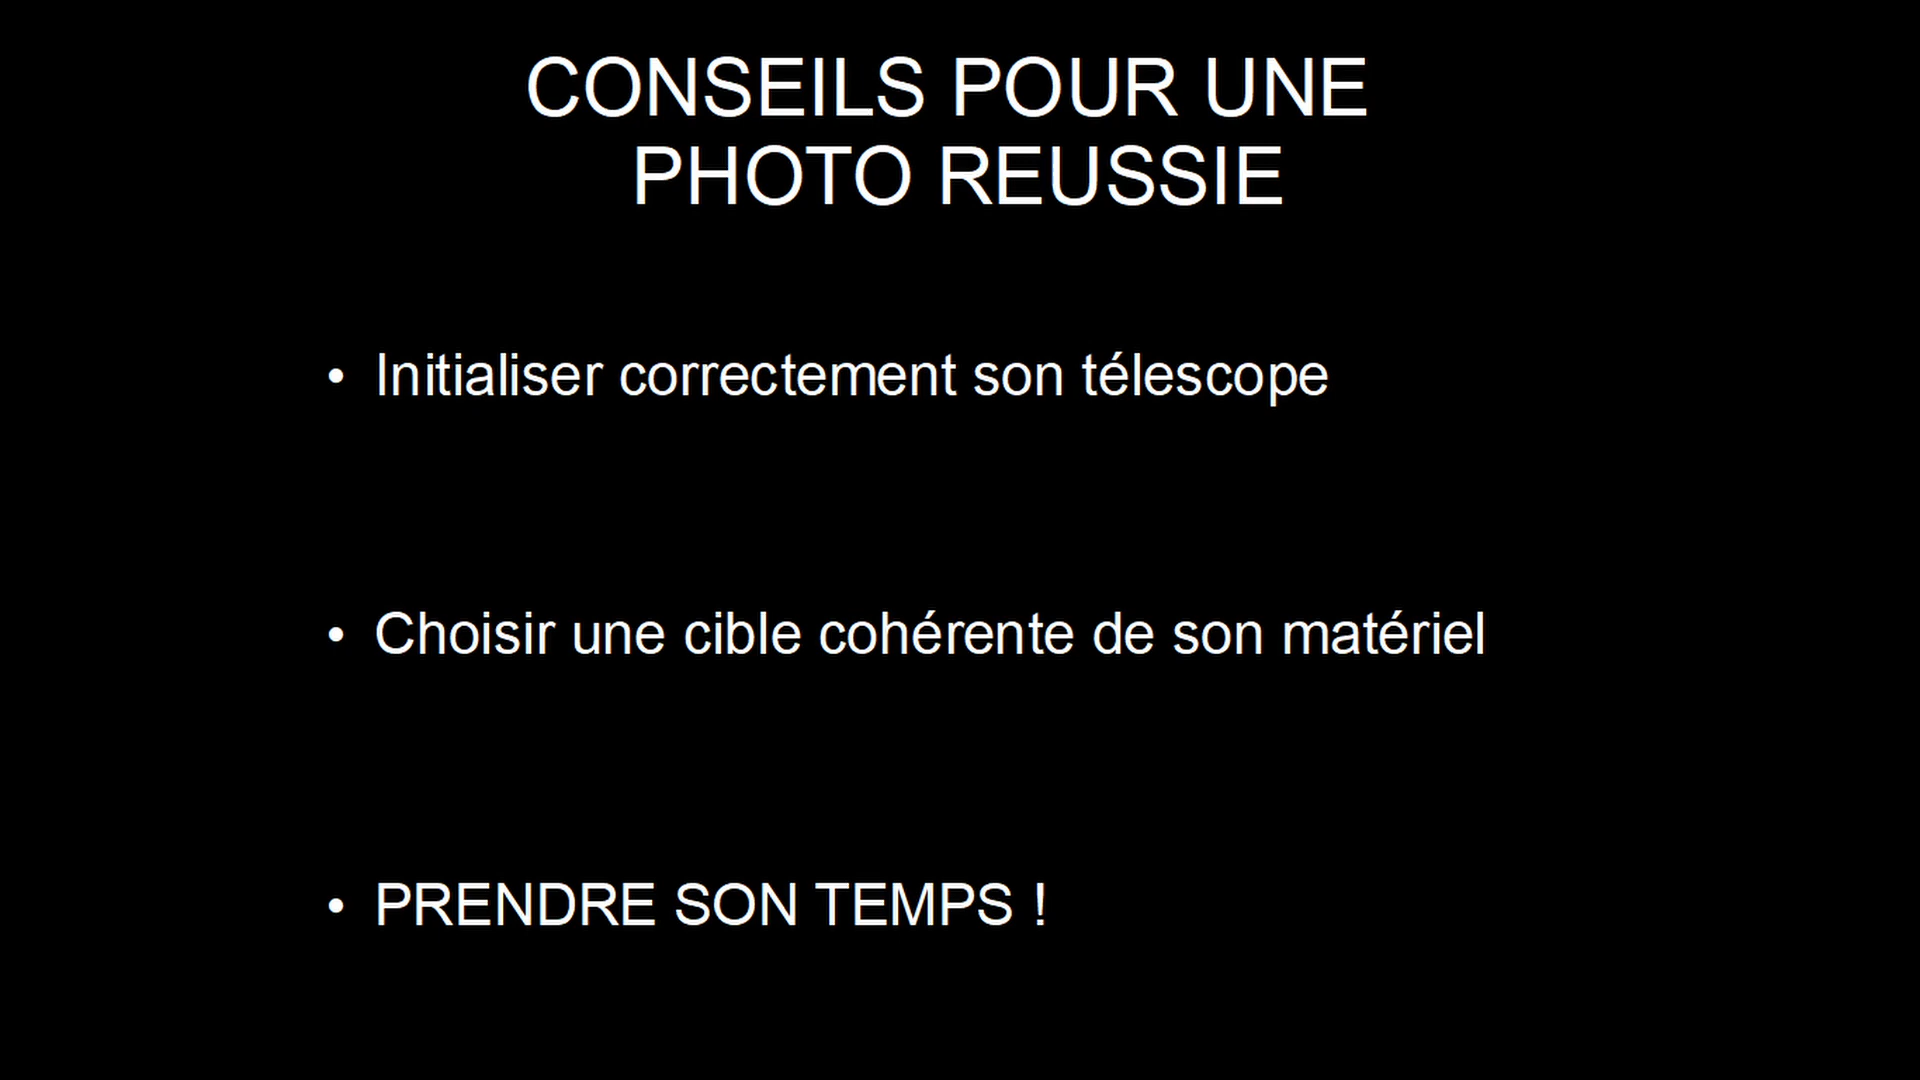 CONSEILS POUR UNE
PHOTO REUSSIE
• Initialiser correctement son télescope
• Choisir une cible cohérente de son matériel
• PRENDRE SON TEMPS !